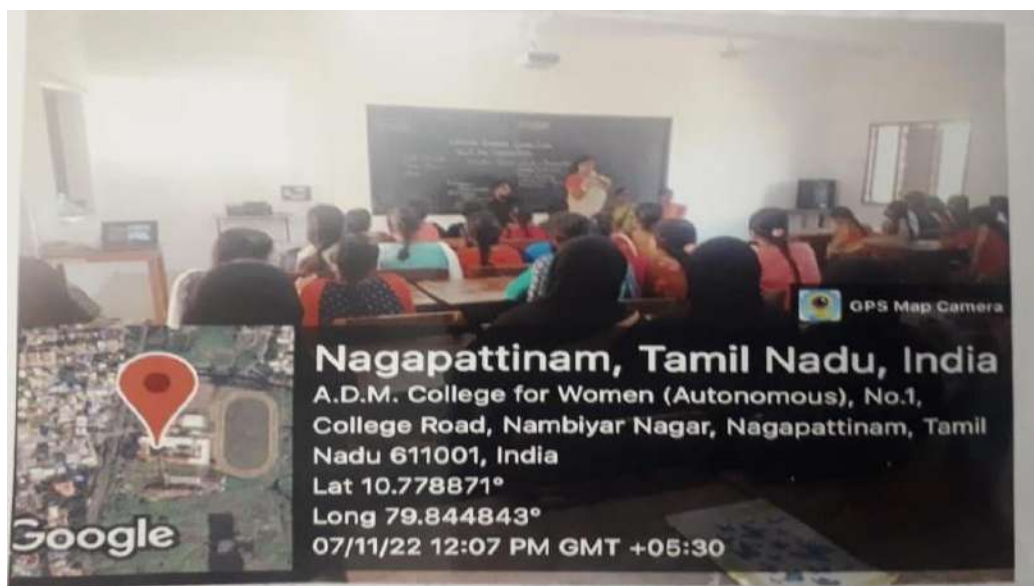 GPS Map Camera
Nagapattinam, Tamil Nadu, India
A.D.M. College for Women (Autonomous), No.1,
College Road, Nambiyar Nagar, Nagapattinam, Tamil
Nadu 611001, India
Lat 10.778871°
Long 79.844843°
07/11/22 12:07 PM GMT +05:30
Google